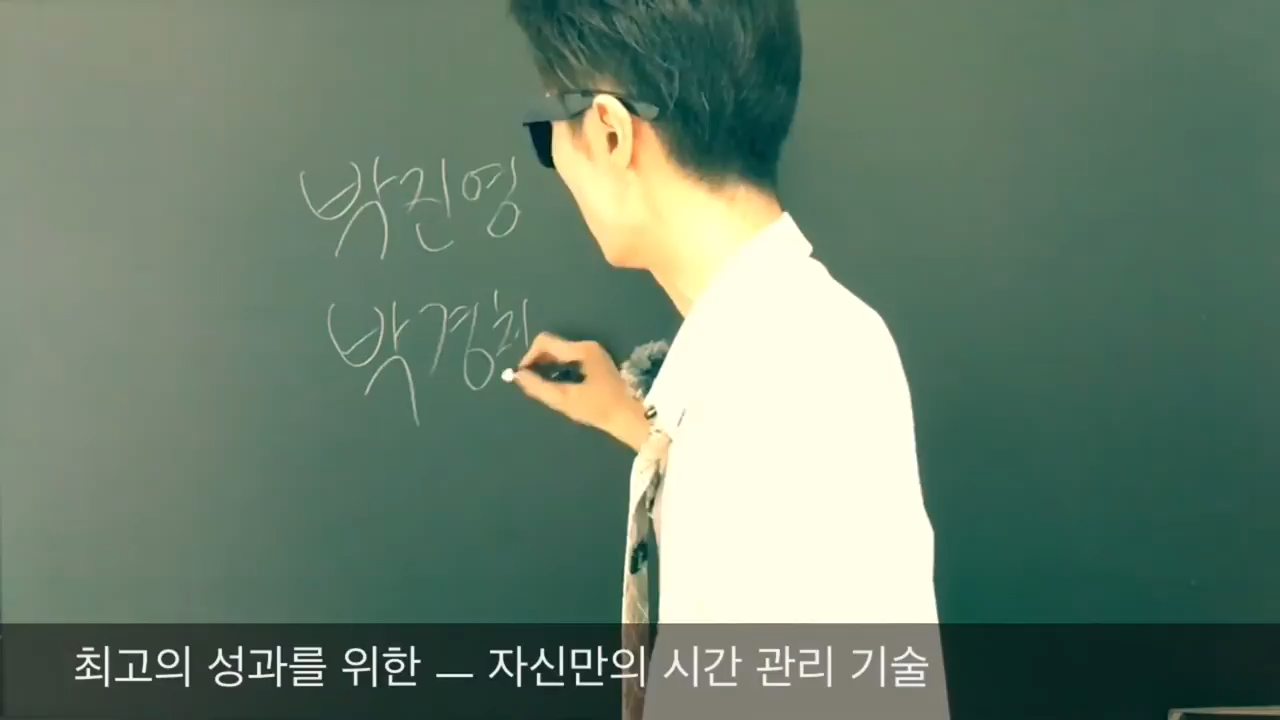 박진영
박경최
최고의 성과를 위한 — 자신만의 시간 관리 기술